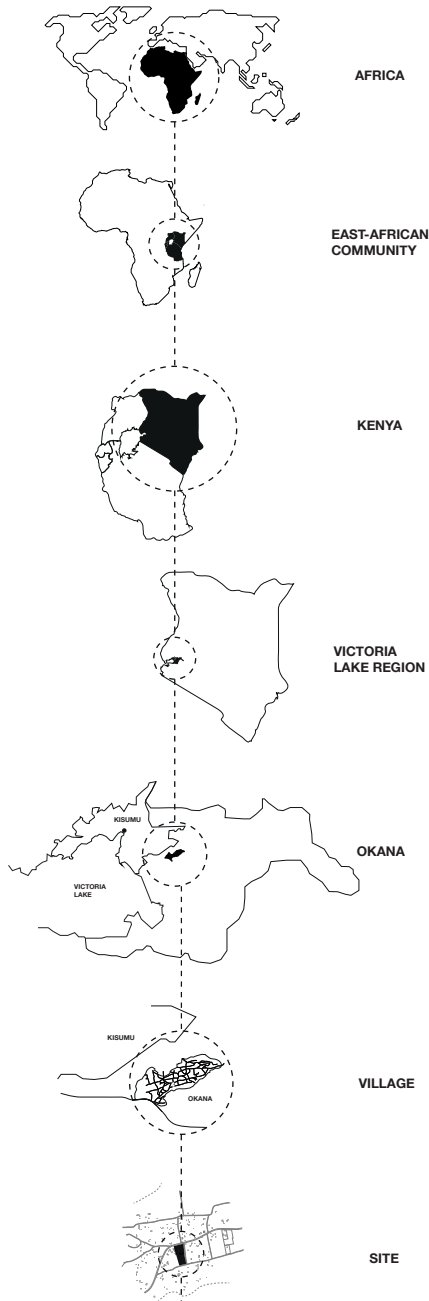 AFRICA
EAST-AFRICAN
COMMUNITY
KENYA
VICTORIA
LAKE REGION
KISUMU
OKANA
VICTORIA
LAKE
KISUMU
VILLAGE
OKANA
SITE